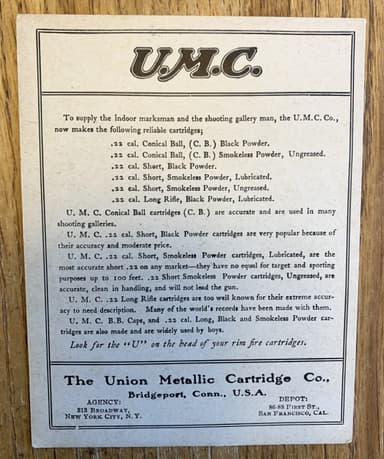 U.M.C.
To supply the indoor marksman and the shooting gallery man, the U.M.C. Co.,
now makes the following reliable cartridges;
.22 cal. Conical Ball, (C. B.) Black Powder.
.22 cal. Conical Ball, (C. B.) Smokeless Powder, Ungreased.
.22 cal. Short, Black Powder.
.22 cal. Short, Smokeless Powder, Lubricated.
.22 cal. Short, Smokeless Powder, Ungreased.
.22 cal. Long Rifle, Black Powder, Lubricated.
U. M. C. Conical Ball cartridges (C. B.) are accurate and are used in many
shooting galleries.
U. M. C. .22 cal. Short, Black Powder cartridges are very popular because of
their accuracy and moderate price.
U. M. C. .22 cal. Short, Smokeless Powder cartridges, Lubricated, are the
most accurate short .22 on any market—they have no equal for target and sporting
purposes up to 100 feet. .22 Short Smokeless Powder cartridges, Ungreased, are
accurate, clean in handling, and will not lead the gun.
U. M. C. .22 Long Rifle cartridges are too well known for their extreme accur-
acy to need description. Many of the world's records have been made with them.
U. M. C. B.B. Caps, and .22 cal. Long, Black and Smokeless Powder car-
tridges are also made and are widely used by boys.
Look for the "U" on the head of your rim fire cartridges.
The Union Metallic Cartridge Co.,
Bridgeport, Conn., U.S.A.
AGENCY:
313 BROADWAY,
NEW YORK CITY, N. Y.
DEPOT:
86-88 FIRST ST.,
SAN FRANCISCO, CAL.